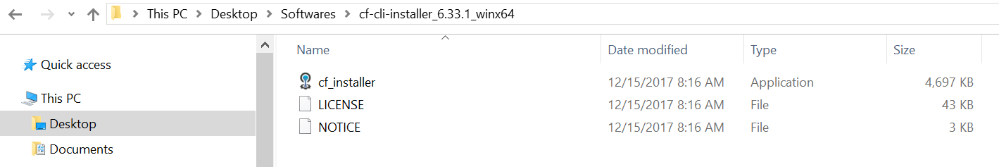 This PC > Desktop > Softwares > cf-cli-installer_6.33.1_winx64
Name Date modified Type Size
Quick access
cf_installer 12/15/2017 8:16 AM Application 4,697 KB
This PC
LICENSE 12/15/2017 8:16 AM File 43 KB
Desktop
NOTICE 12/15/2017 8:16 AM File 3 KB
Documents